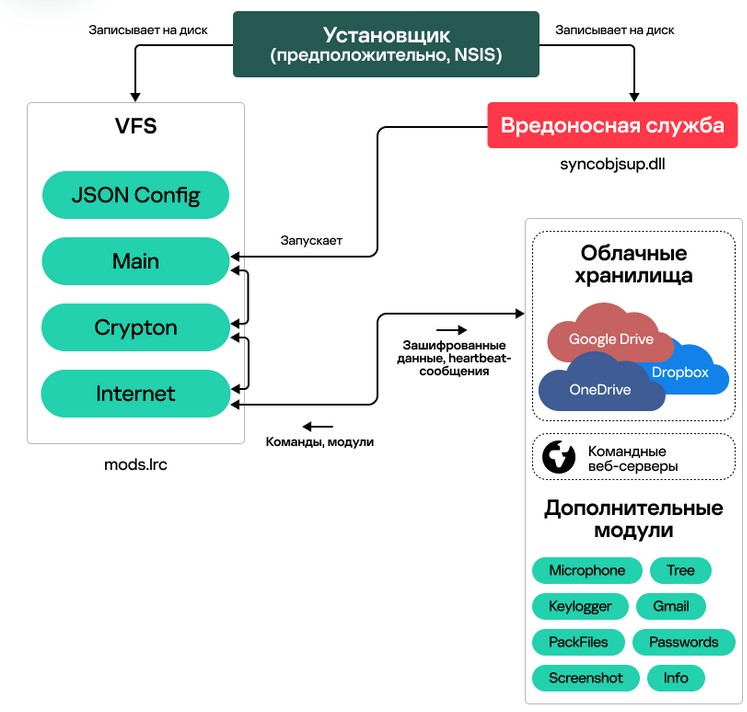 Записывает на диск
Установщик
(предположительно, NSIS)
Записывает на диск
VFS
JSON Config
Main
Crypton
Internet
mods.lrc
Вредоносная служба
syncobjsup.dll
Запускает
Зашифрованные
данные, heartbeat-
сообщения
Команды, модули
Облачные
хранилища
Google Drive
Dropbox
OneDrive
Командные
веб-серверы
Дополнительные
модули
Microphone
Tree
Keylogger
Gmail
PackFiles
Passwords
Screenshot
Info